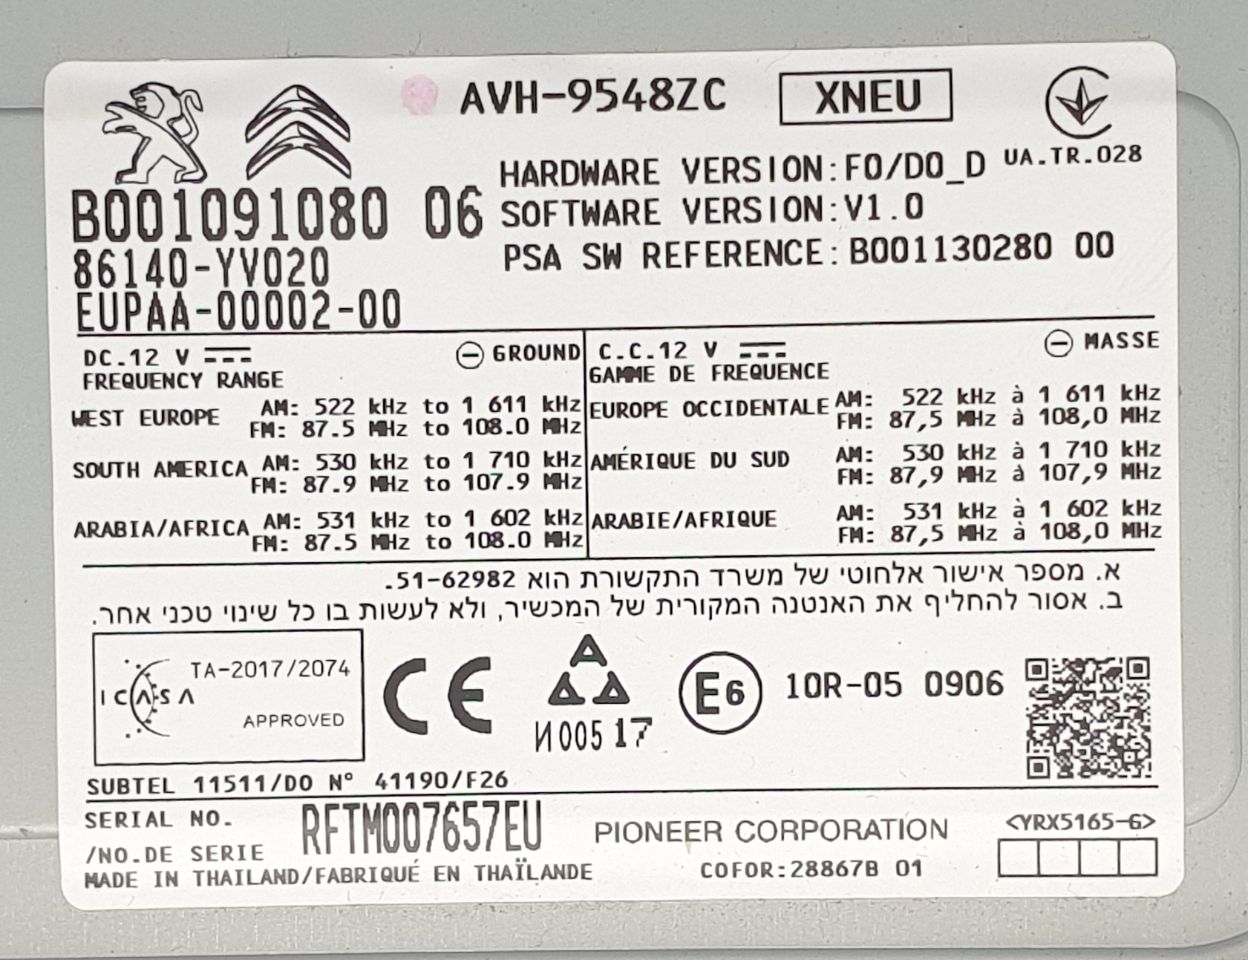 AVH-9548ZC XNEU
UA.TR.028
HARDWARE VERSION:F0/D0_D
SOFTWARE VERSION:V1.0
PSA SW REFERENCE:B001130280 00
B001091080 06
86140-YV020
EUPAA-00002-00
DC.12 V GROUND
FREQUENCY RANGE
WEST EUROPE AM: 522 kHz to 1 611 kHz
FM: 87.5 MHz to 108.0 MHz
SOUTH AMERICA AM: 530 kHz to 1 710 kHz
FM: 87.9 MHz to 107.9 MHz
ARABIA/AFRICA AM: 531 kHz to 1 602 kHz
FM: 87.5 MHz to 108.0 MHz
C.C.12 V MASSE
GAMME DE FREQUENCE
EUROPE OCCIDENTALE AM: 522 kHz à 1 611 kHz
FM: 87,5 MHz à 108,0 MHz
AMÉRIQUE DU SUD AM: 530 kHz à 1 710 kHz
FM: 87,9 MHz à 107,9 MHz
ARABIE/AFRIQUE AM: 531 kHz à 1 602 kHz
FM: 87,5 MHz à 108,0 MHz
א. מספר אישור אלחוטי של משרד התקשורת הוא 51-62982.
ב. אסור להחליף את האנטנה המקורית של המכשיר, ולא לעשות בו כל שינוי טכני אחר.
ICASA TA-2017/2074
APPROVED
CE
И005 17
E6
10R-05 0906
SUBTEL 11511/DO N° 41190/F26
SERIAL NO.
/NO.DE SERIE RFTM007657EU
PIONEER CORPORATION
<YRX5165-G>
MADE IN THAILAND/FABRIQUÉ EN THAÏLANDE
COFOR:28867B 01